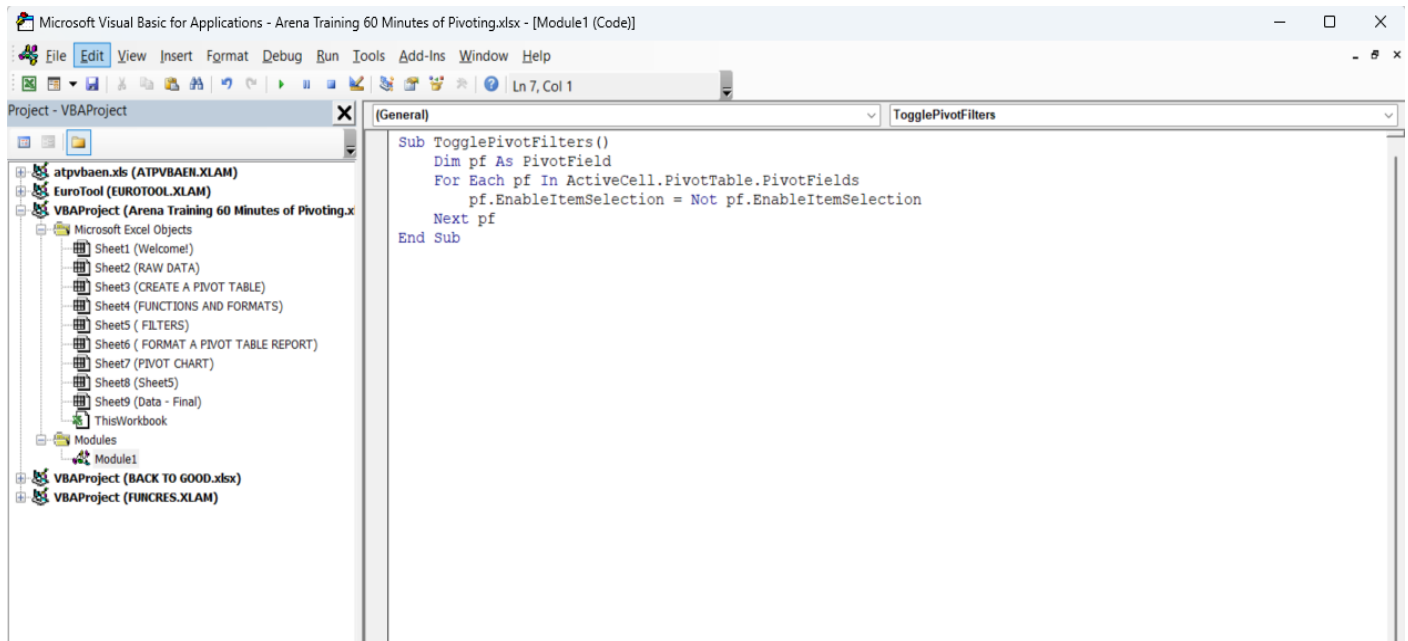 Microsoft Visual Basic for Applications - Arena Training 60 Minutes of Pivoting.xlsx - [Module1 (Code)]
File Edit View Insert Format Debug Run Tools Add-Ins Window Help
Ln 7, Col 1
Project - VBAProject
(General) TogglePivotFilters
atpvbaen.xls (ATPVBAEN.XLAM)
EuroTool (EUROTOOL.XLAM)
VBAProject (Arena Training 60 Minutes of Pivoting.x
Microsoft Excel Objects
Sheet1 (Welcome!)
Sheet2 (RAW DATA)
Sheet3 (CREATE A PIVOT TABLE)
Sheet4 (FUNCTIONS AND FORMATS)
Sheet5 ( FILTERS)
Sheet6 ( FORMAT A PIVOT TABLE REPORT)
Sheet7 (PIVOT CHART)
Sheet8 (Sheet5)
Sheet9 (Data - Final)
ThisWorkbook
Modules
Module1
VBAProject (BACK TO GOOD.xlsx)
VBAProject (FUNCRES.XLAM)
Sub TogglePivotFilters()
Dim pf As PivotField
For Each pf In ActiveCell.PivotTable.PivotFields
pf.EnableItemSelection = Not pf.EnableItemSelection
Next pf
End Sub